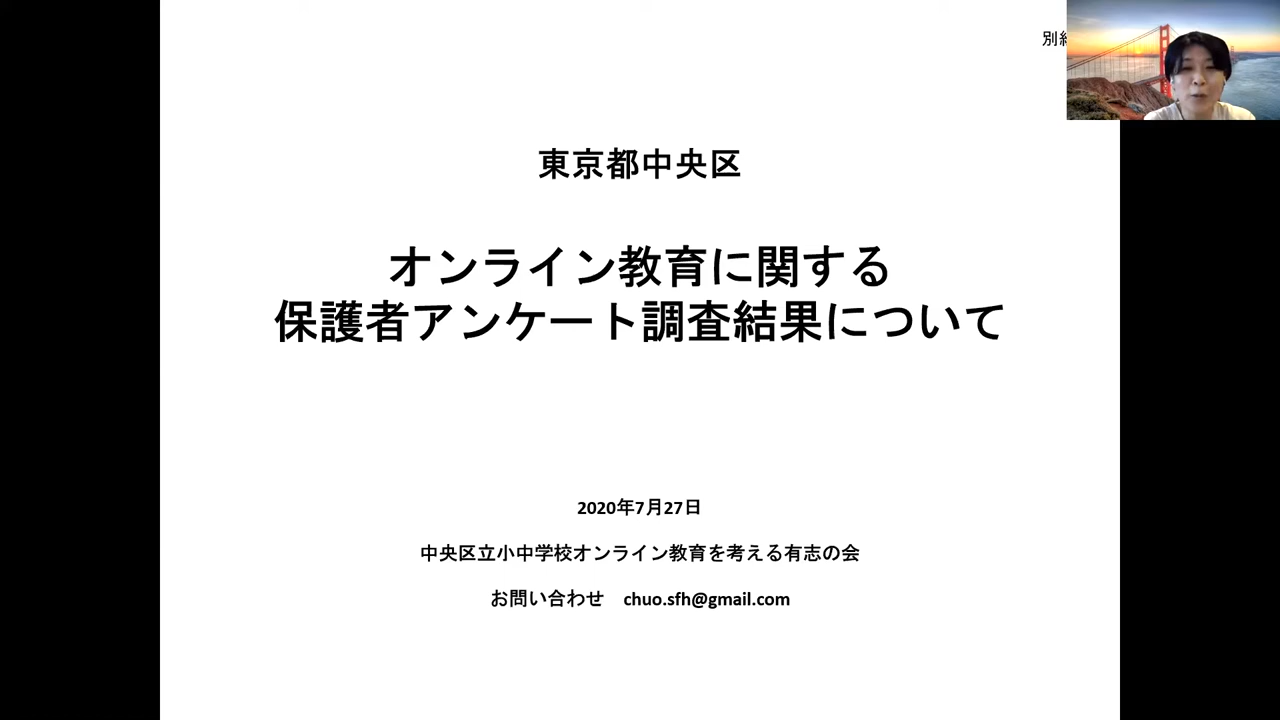 別
東京都中央区
オンライン教育に関する
保護者アンケート調査結果について
2020年7月27日
中央区立小中学校オンライン教育を考える有志の会
お問い合わせ　chuo.sfh@gmail.com